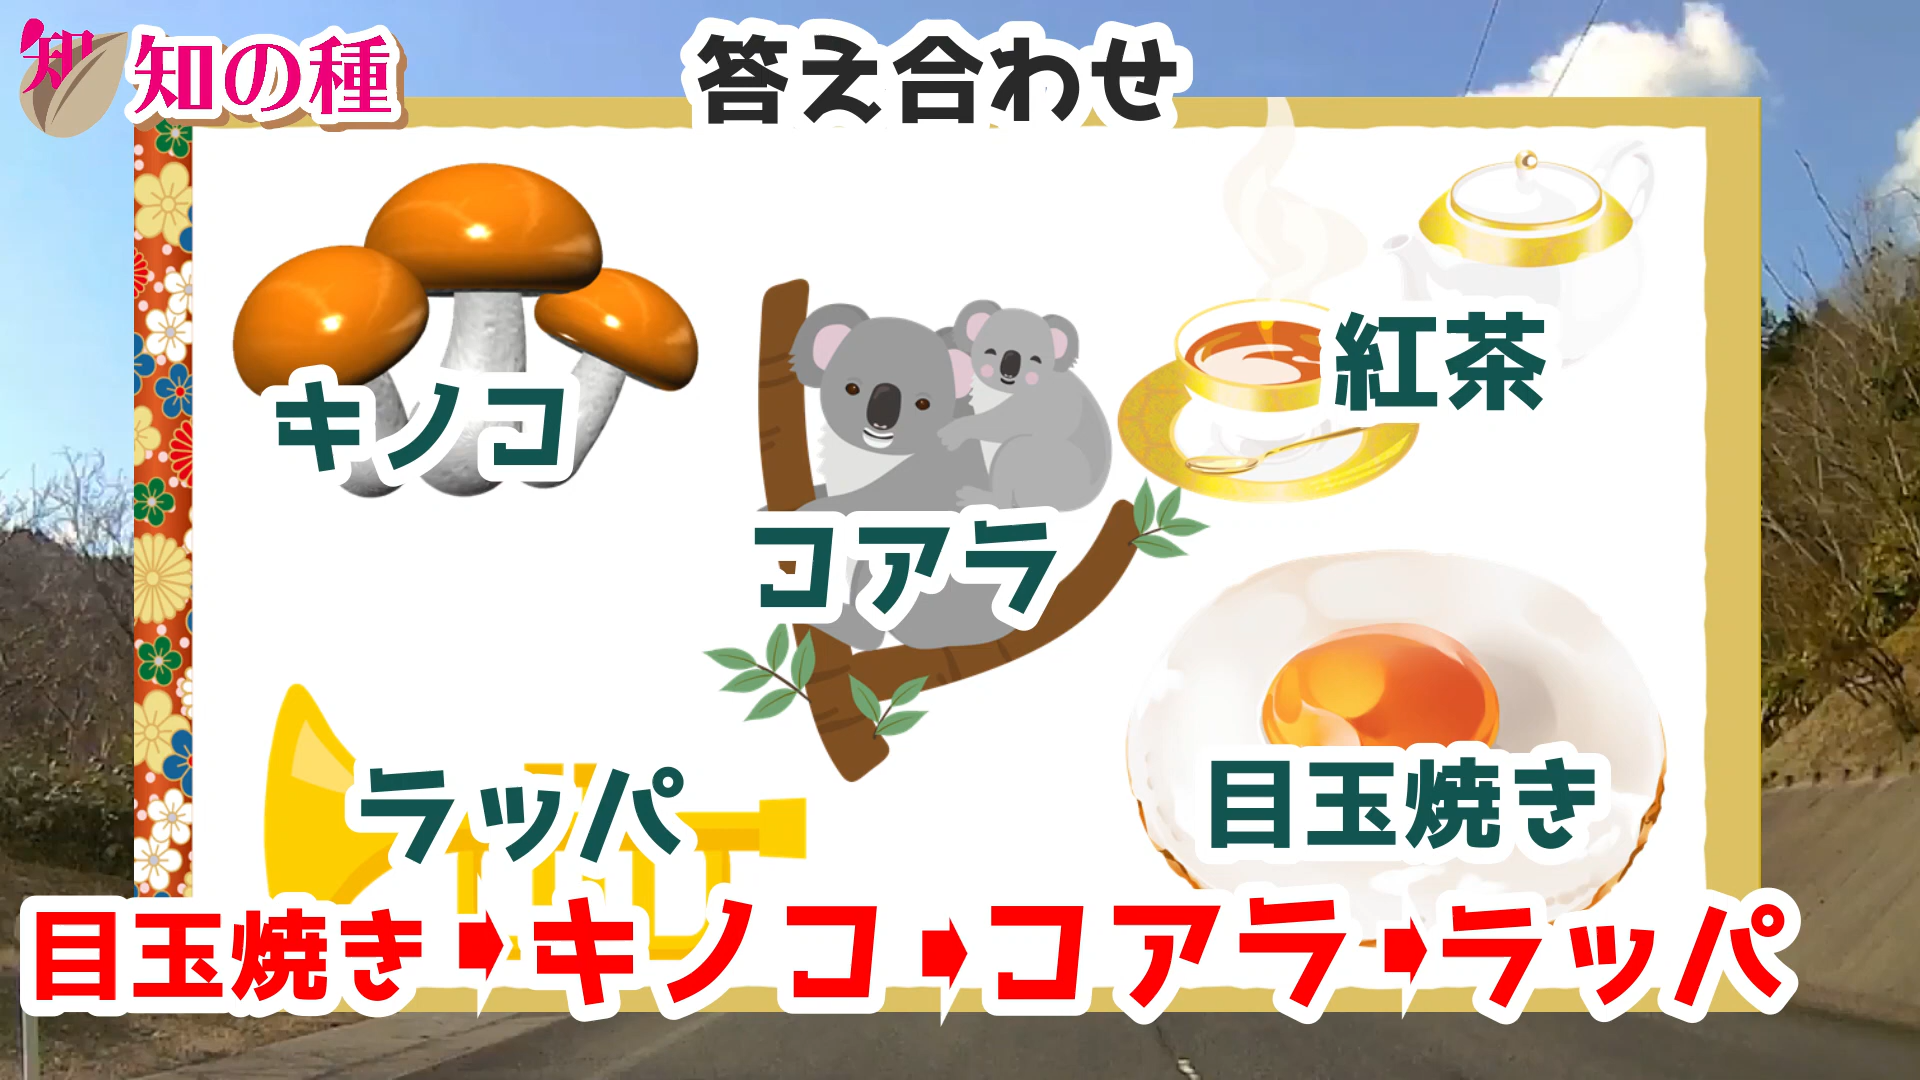 知 知の種
答え合わせ
キノコ
紅茶
コアラ
ラッパ
目玉焼き
目玉焼き➡キノコ➡コアラ➡ラッパ